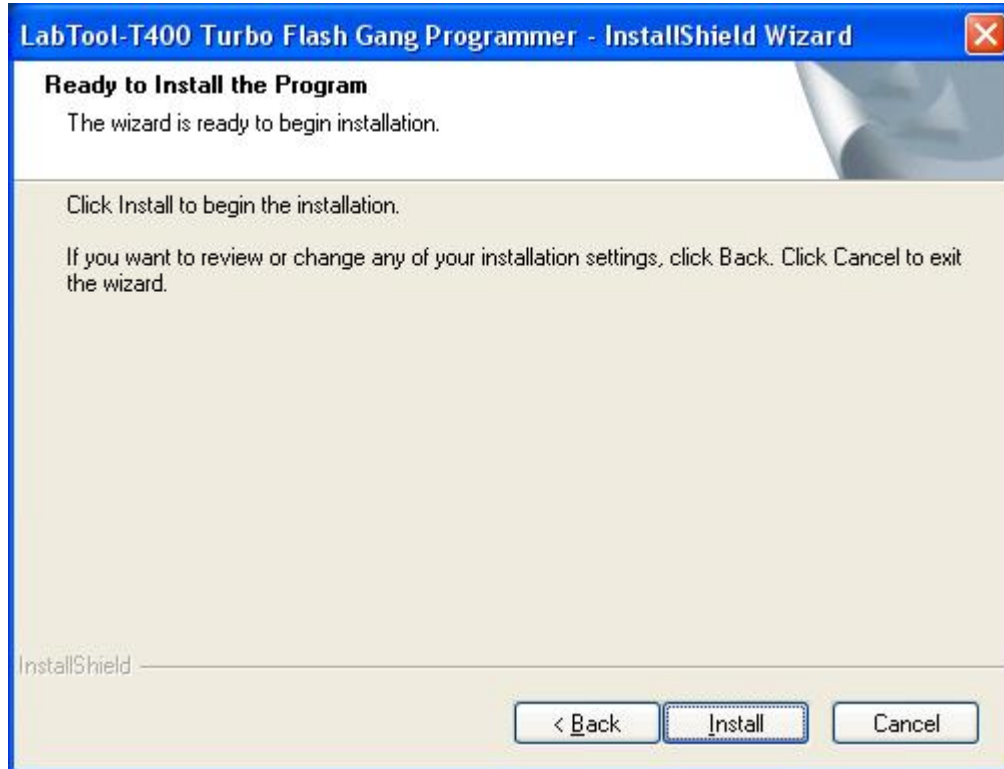 LabTool-T400 Turbo Flash Gang Programmer - InstallShield Wizard
Ready to Install the Program
The wizard is ready to begin installation.
Click Install to begin the installation.
If you want to review or change any of your installation settings, click Back. Click Cancel to exit
the wizard.
InstallShield
< Back Install Cancel